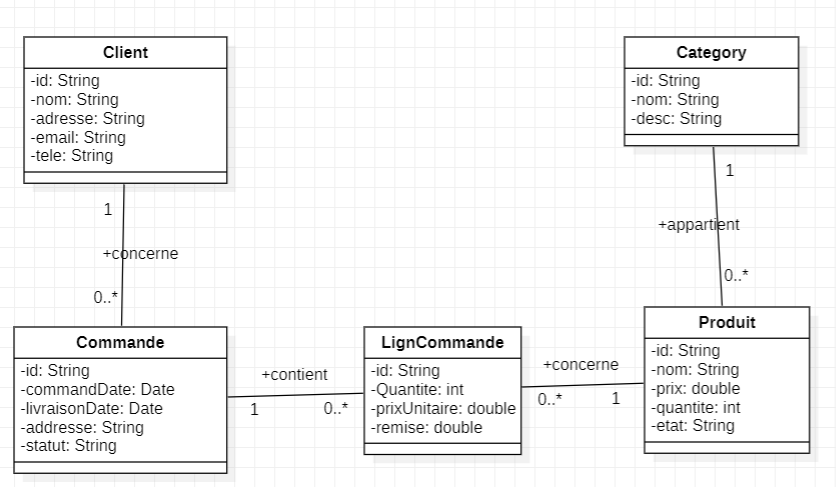 Client
-id: String
-nom: String
-adresse: String
-email: String
-tele: String
Category
-id: String
-nom: String
-desc: String
1
+concerne
0..*
1
+appartient
0..*
Commande
-id: String
-commandDate: Date
-livraisonDate: Date
-addresse: String
-statut: String
+contient
1
0..*
LignCommande
-id: String
-Quantite: int
-prixUnitaire: double
-remise: double
+concerne
0..*
1
Produit
-id: String
-nom: String
-prix: double
-quantite: int
-etat: String